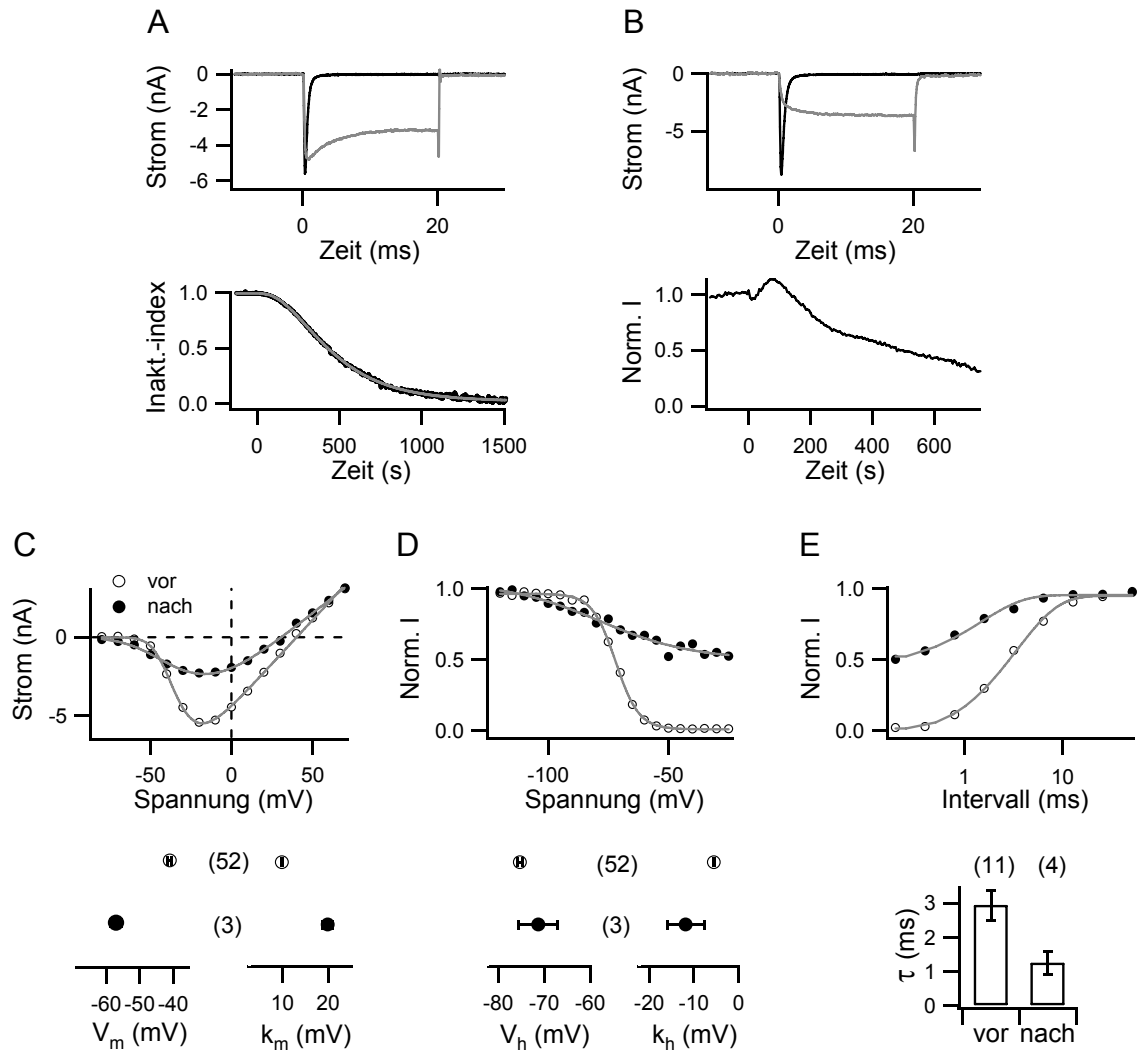 A
B
Strom (nA)
0
-2
-4
-6
0
20
Zeit (ms)
Strom (nA)
0
-5
0
20
Zeit (ms)
Inakt.-index
1.0
0.5
0.0
0
500
1000
1500
Zeit (s)
Norm. I
1.0
0.5
0.0
0
200
400
600
Zeit (s)
C
D
E
vor
nach
Strom (nA)
0
-5
-50
0
50
Spannung (mV)
Norm. I
1.0
0.5
0.0
-100
-50
Spannung (mV)
Norm. I
1.0
0.5
0.0
1
10
Intervall (ms)
(52)
(3)
-60
-50
-40
V_m (mV)
10
20
k_m (mV)
(52)
(3)
-80
-70
-60
V_h (mV)
-20
-10
0
k_h (mV)
(11)
(4)
τ (ms)
3
2
1
0
vor
nach